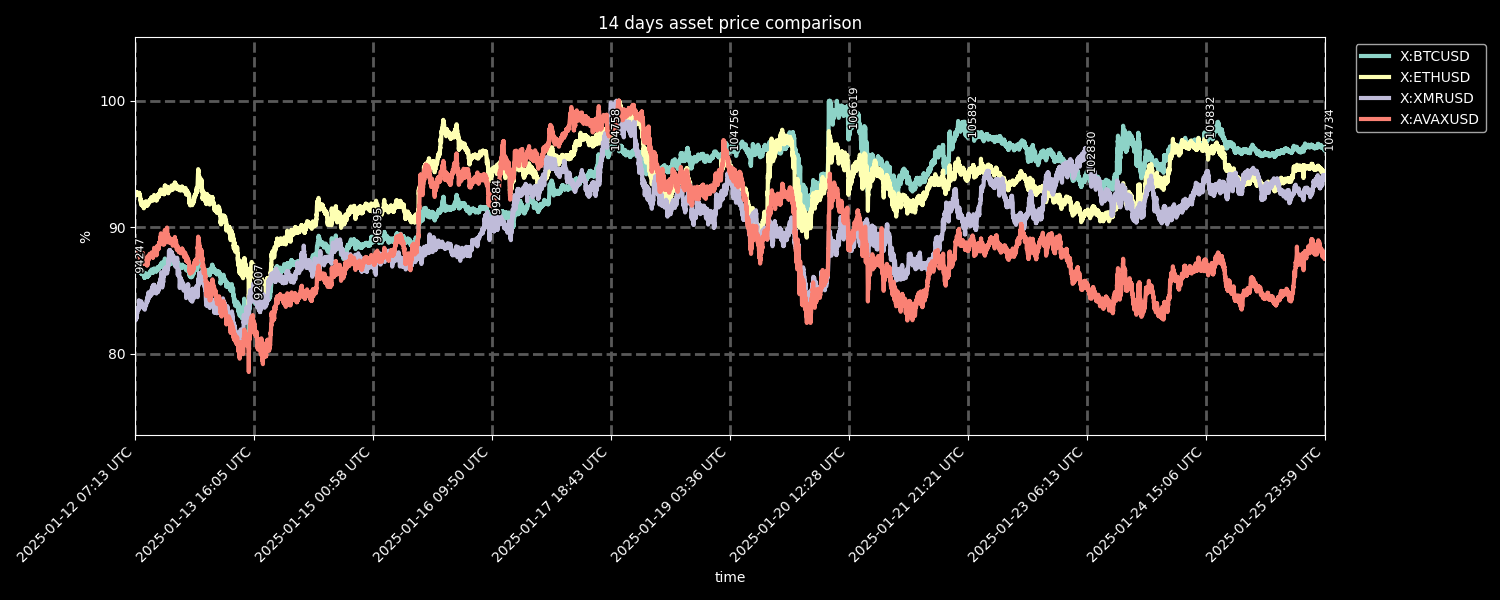 14 days asset price comparison
X:BTCUSD
X:ETHUSD
X:XMRUSD
X:AVAXUSD
100
90
80
%
94247
92007
96895
99284
104758
104756
106619
105892
102830
105832
104734
2025-01-12 07:13 UTC
2025-01-13 16:05 UTC
2025-01-15 00:58 UTC
2025-01-16 09:50 UTC
2025-01-17 18:43 UTC
2025-01-19 03:36 UTC
2025-01-20 12:28 UTC
2025-01-21 21:21 UTC
2025-01-23 06:13 UTC
2025-01-24 15:06 UTC
2025-01-25 23:59 UTC
time